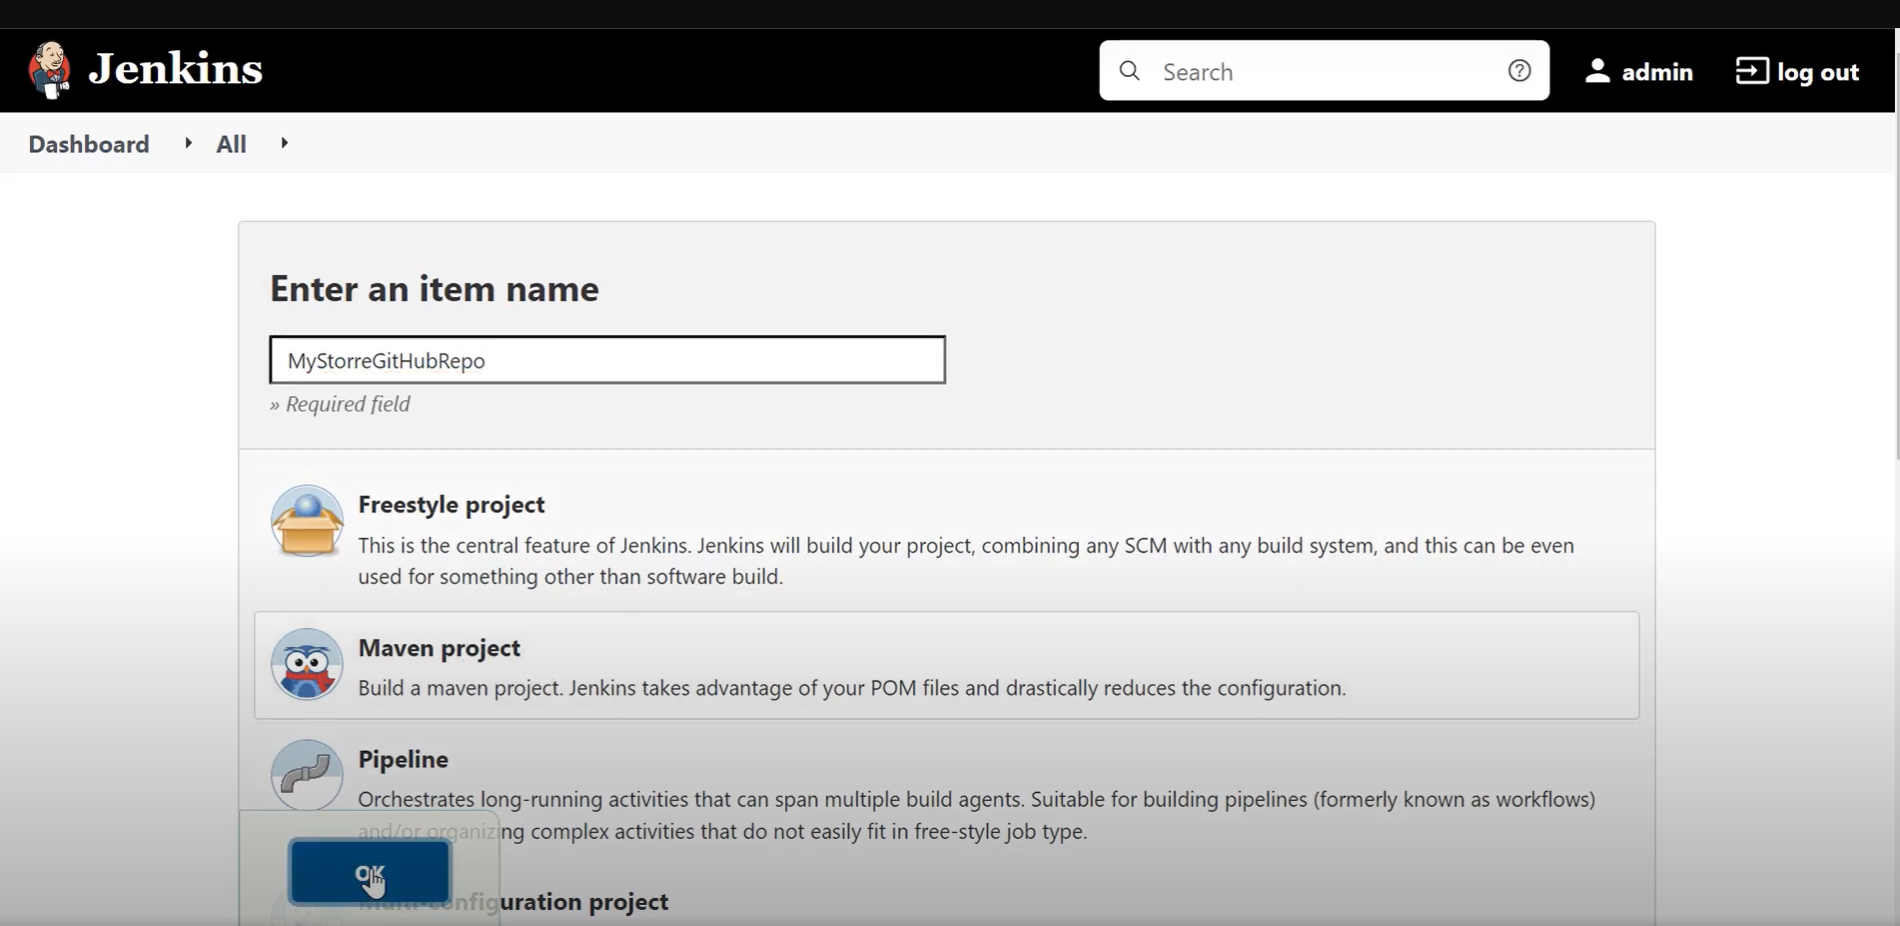 Jenkins
Search
admin
log out
Dashboard
All
Enter an item name
MyStorreGitHubRepo
» Required field
Freestyle project
This is the central feature of Jenkins. Jenkins will build your project, combining any SCM with any build system, and this can be even
used for something other than software build.
Maven project
Build a maven project. Jenkins takes advantage of your POM files and drastically reduces the configuration.
Pipeline
Orchestrates long-running activities that can span multiple build agents. Suitable for building pipelines (formerly known as workflows)
and/or organizing complex activities that do not easily fit in free-style job type.
OK
Multi-configuration project